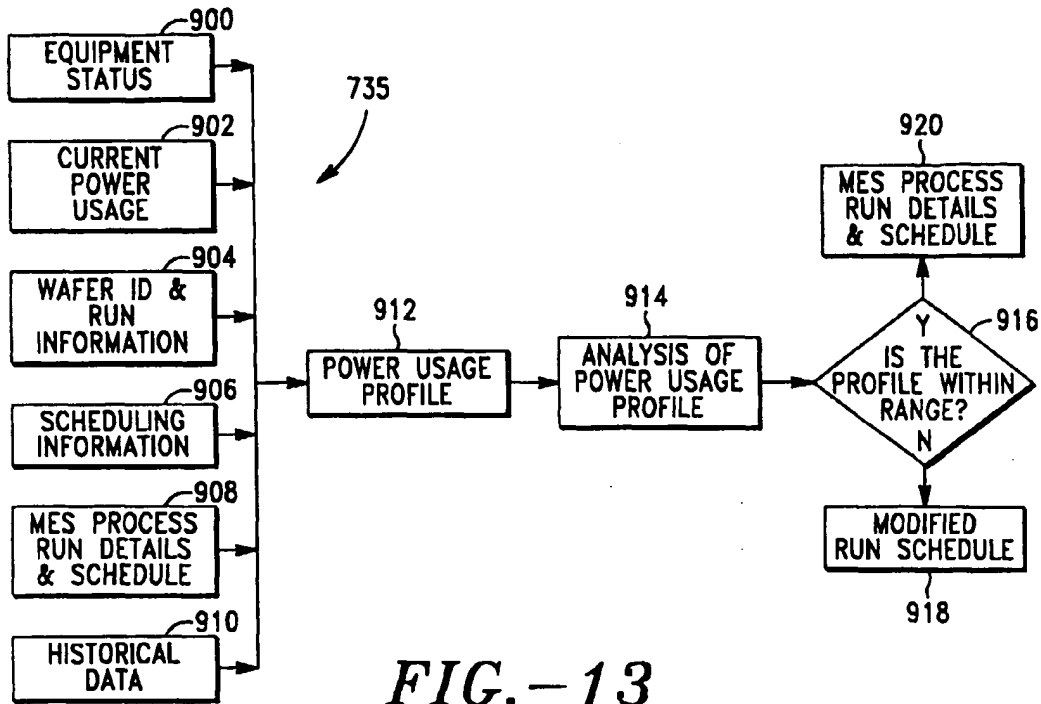 900
EQUIPMENT
STATUS
902
CURRENT
POWER
USAGE
904
WAFER ID &
RUN
INFORMATION
906
SCHEDULING
INFORMATION
908
MES PROCESS
RUN DETAILS
& SCHEDULE
910
HISTORICAL
DATA
735
912
POWER USAGE
PROFILE
914
ANALYSIS OF
POWER USAGE
PROFILE
920
MES PROCESS
RUN DETAILS
& SCHEDULE
916
Y
IS THE
PROFILE WITHIN
RANGE?
N
MODIFIED
RUN SCHEDULE
918
FIG.-13